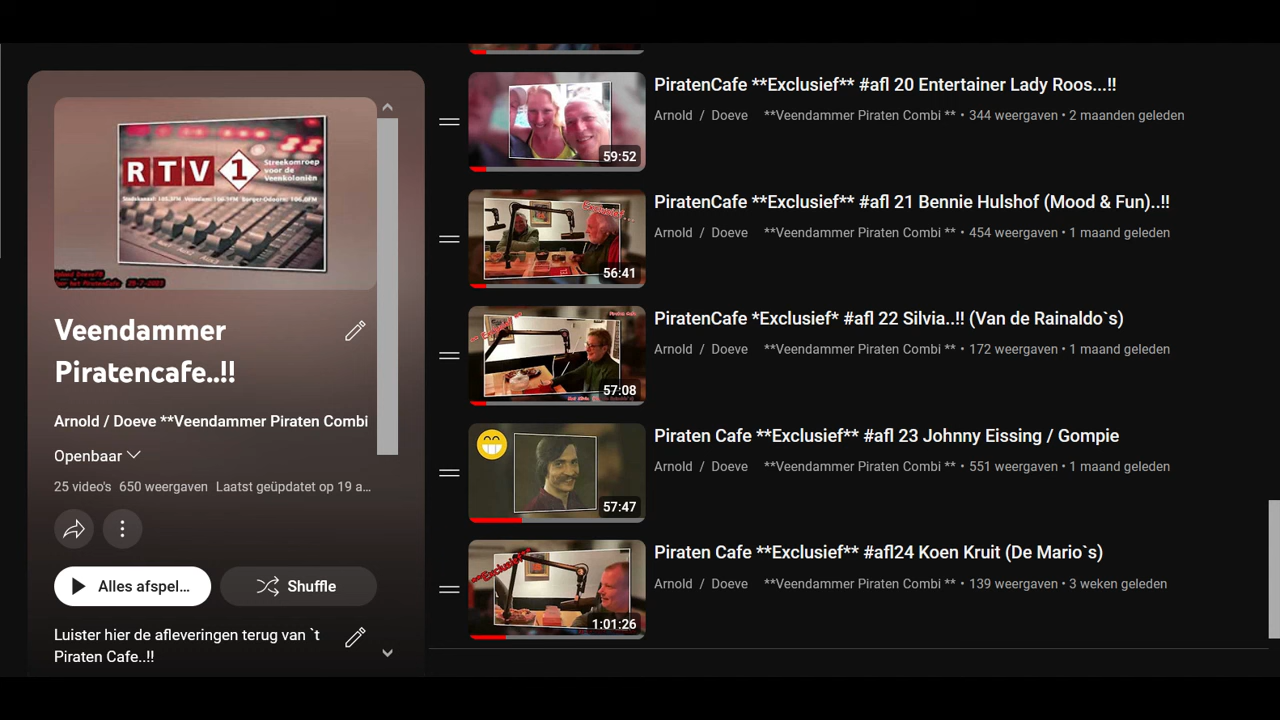 RTV 1
Streekomroep
voor de
Veenkoloniën
Veendammer
Piratencafe..!!
Arnold / Doeve **Veendammer Piraten Combi
Openbaar
25 video's 650 weergaven Laatst geüpdatet op 19 a...
Alles afspel...
Shuffle
Luister hier de afleveringen terug van `t
Piraten Cafe..!!
59:52
PiratenCafe **Exclusief** #afl 20 Entertainer Lady Roos...!!
Arnold / Doeve **Veendammer Piraten Combi ** • 344 weergaven • 2 maanden geleden
56:41
PiratenCafe **Exclusief** #afl 21 Bennie Hulshof (Mood & Fun)..!!
Arnold / Doeve **Veendammer Piraten Combi ** • 454 weergaven • 1 maand geleden
57:08
PiratenCafe *Exclusief* #afl 22 Silvia..!! (Van de Rainaldo`s)
Arnold / Doeve **Veendammer Piraten Combi ** • 172 weergaven • 1 maand geleden
57:47
Piraten Cafe **Exclusief** #afl 23 Johnny Eissing / Gompie
Arnold / Doeve **Veendammer Piraten Combi ** • 551 weergaven • 1 maand geleden
1:01:26
Piraten Cafe **Exclusief** #afl24 Koen Kruit (De Mario`s)
Arnold / Doeve **Veendammer Piraten Combi ** • 139 weergaven • 3 weken geleden